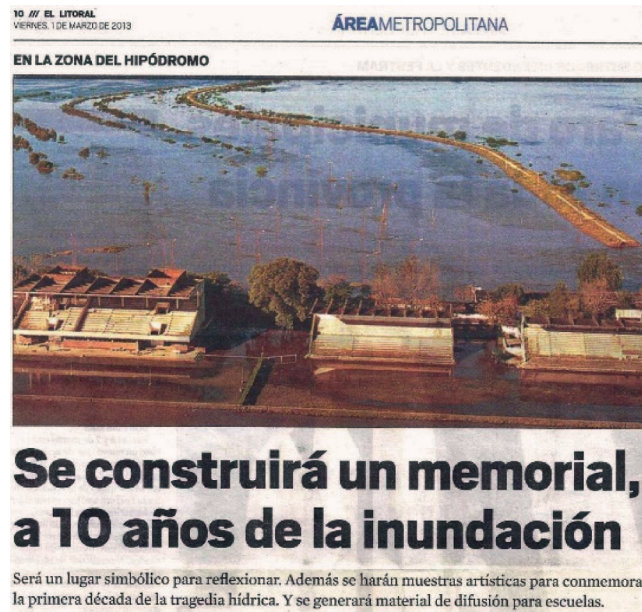 10 /// EL LITORAL
VIERNES, 1 DE MARZO DE 2013
ÁREAMETROPOLITANA
EN LA ZONA DEL HIPÓDROMO
Se construirá un memorial,
a 10 años de la inundación
Será un lugar simbólico para reflexionar. Además se harán muestras artísticas para conmemora
la primera década de la tragedia hídrica. Y se generará material de difusión para escuelas.